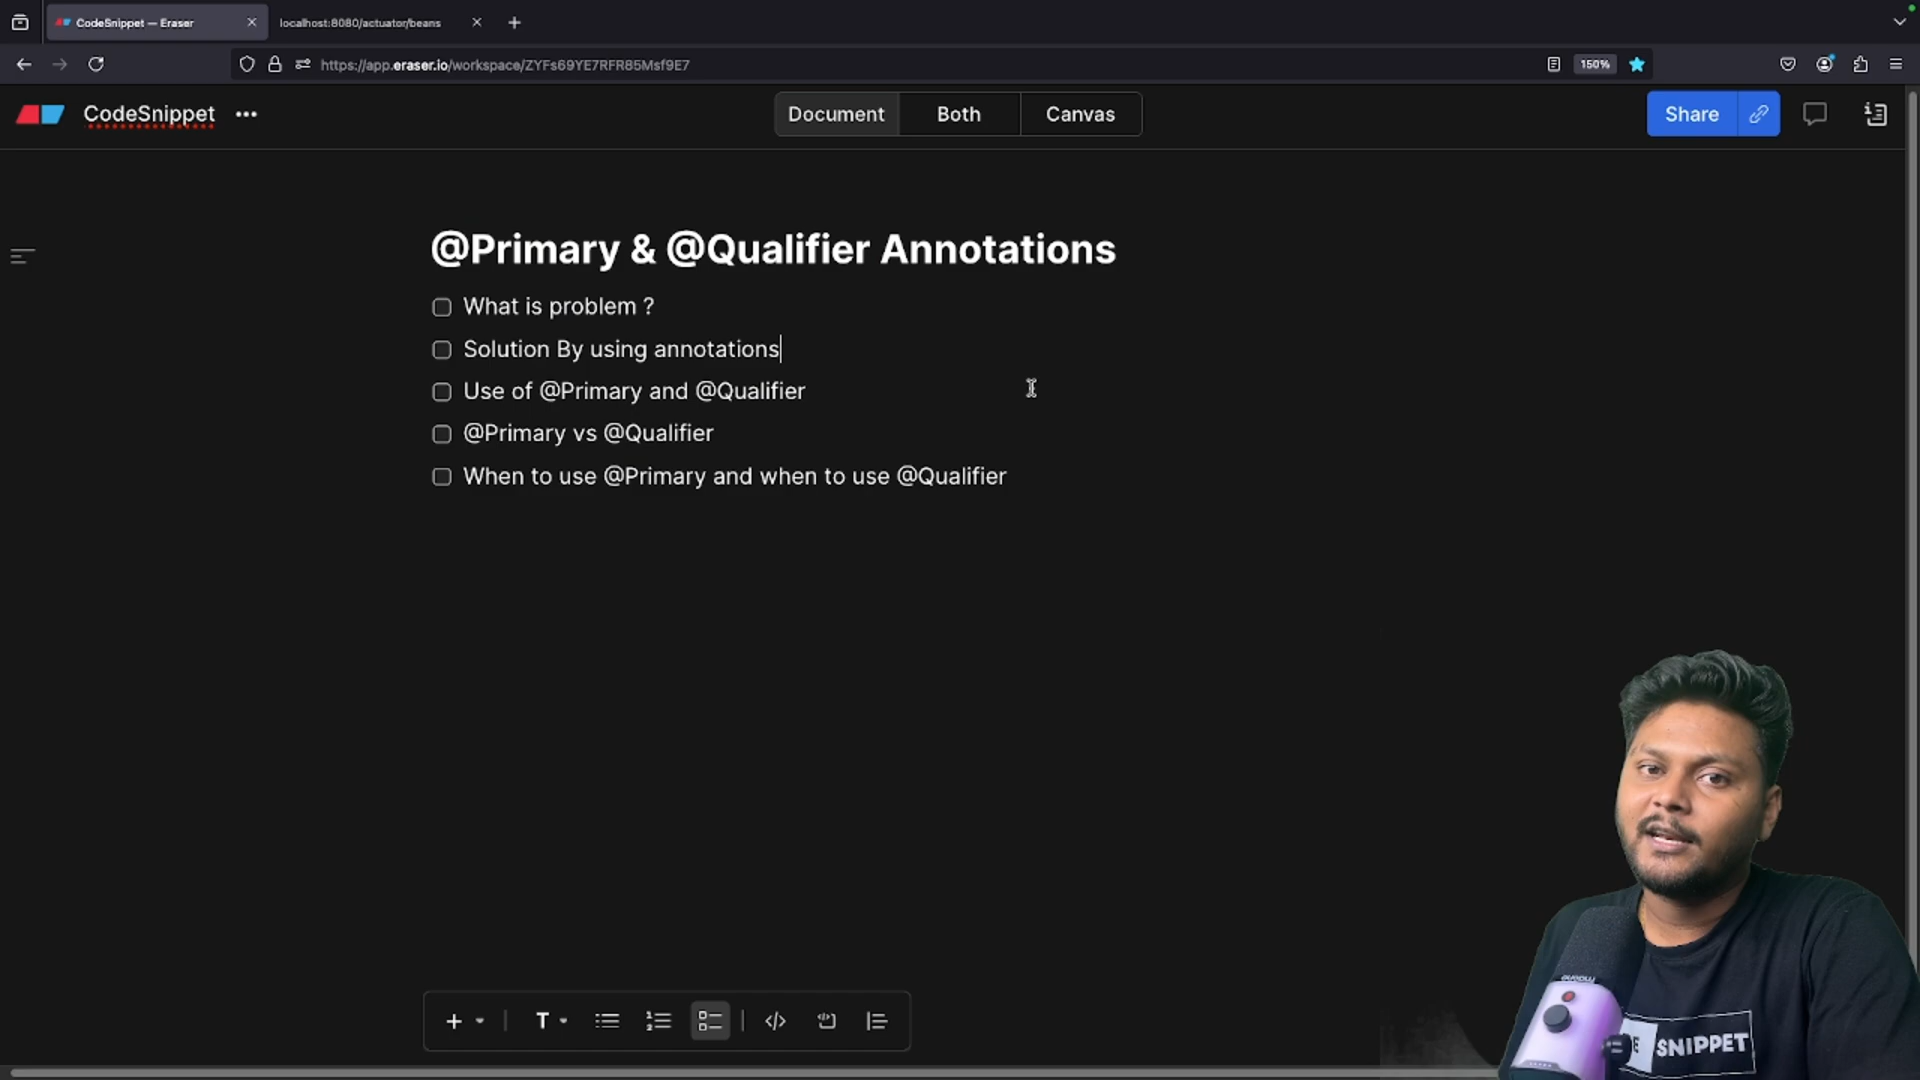 CodeSnippet — Eraser
localhost:8080/actuator/beans
https://app.eraser.io/workspace/ZYFs69YE7RFR85Msf9E7
150%
CodeSnippet
Document
Both
Canvas
Share
@Primary & @Qualifier Annotations
What is problem ?
Solution By using annotations
Use of @Primary and @Qualifier
@Primary vs @Qualifier
When to use @Primary and when to use @Qualifier
T
SNIPPET